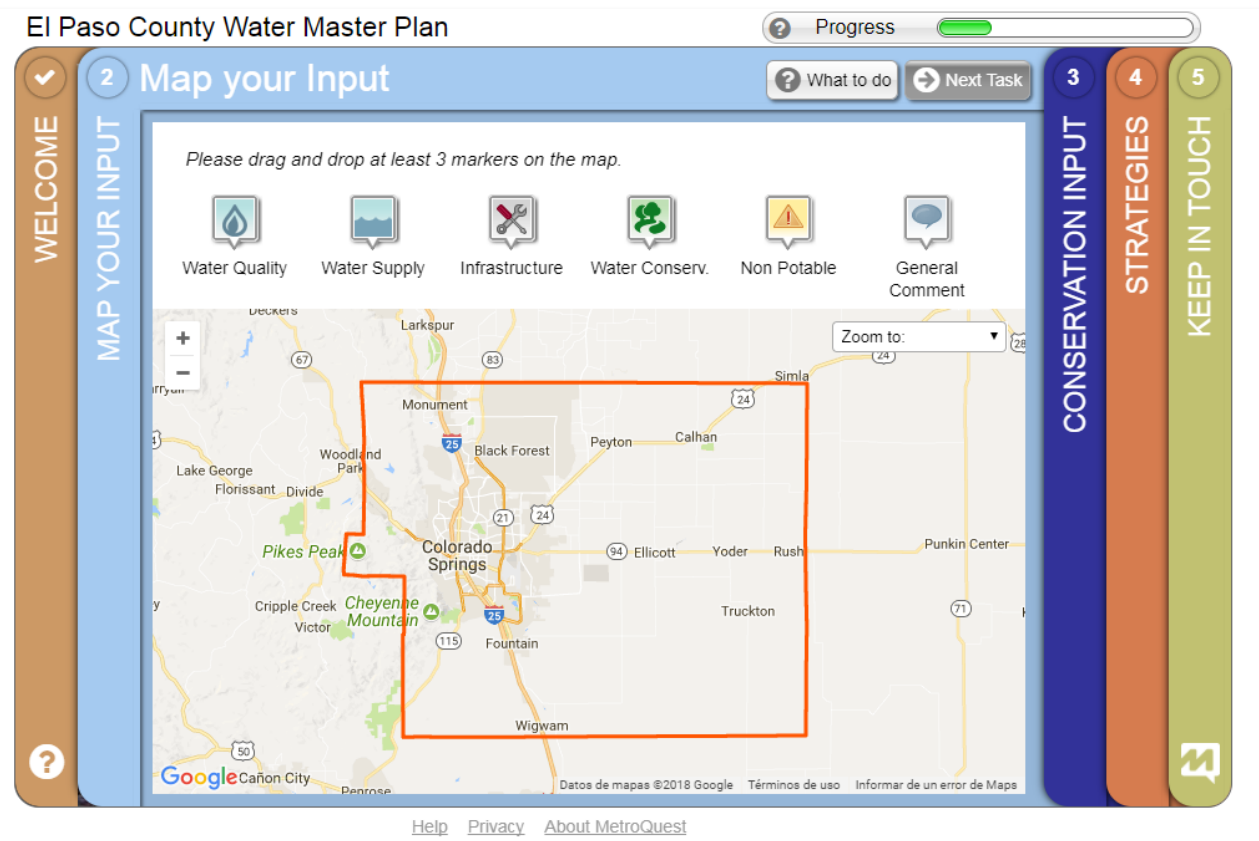 El Paso County Water Master Plan
Progress
WELCOME
2
MAP YOUR INPUT
Map your Input
What to do
Next Task
Please drag and drop at least 3 markers on the map.
Water Quality
Water Supply
Infrastructure
Water Conserv.
Non Potable
General
Comment
Deckers
Larkspur
Zoom to:
67
83
24
28
Simla
24
Monument
25
Black Forest
Peyton
Calhan
Woodland
Park
Lake George
Florissant
Divide
21
24
Pikes Peak
Colorado
Springs
94
Ellicott
Yoder
Rush
Punkin Center
Cripple Creek
Cheyenne
Mountain
Victor
25
Truckton
71
115
Fountain
Wigwam
50
Google
Cañon City
Penrose
Datos de mapas ©2018 Google
Términos de uso
Informar de un error de Maps
3
CONSERVATION INPUT
4
STRATEGIES
5
KEEP IN TOUCH
Help
Privacy
About MetroQuest